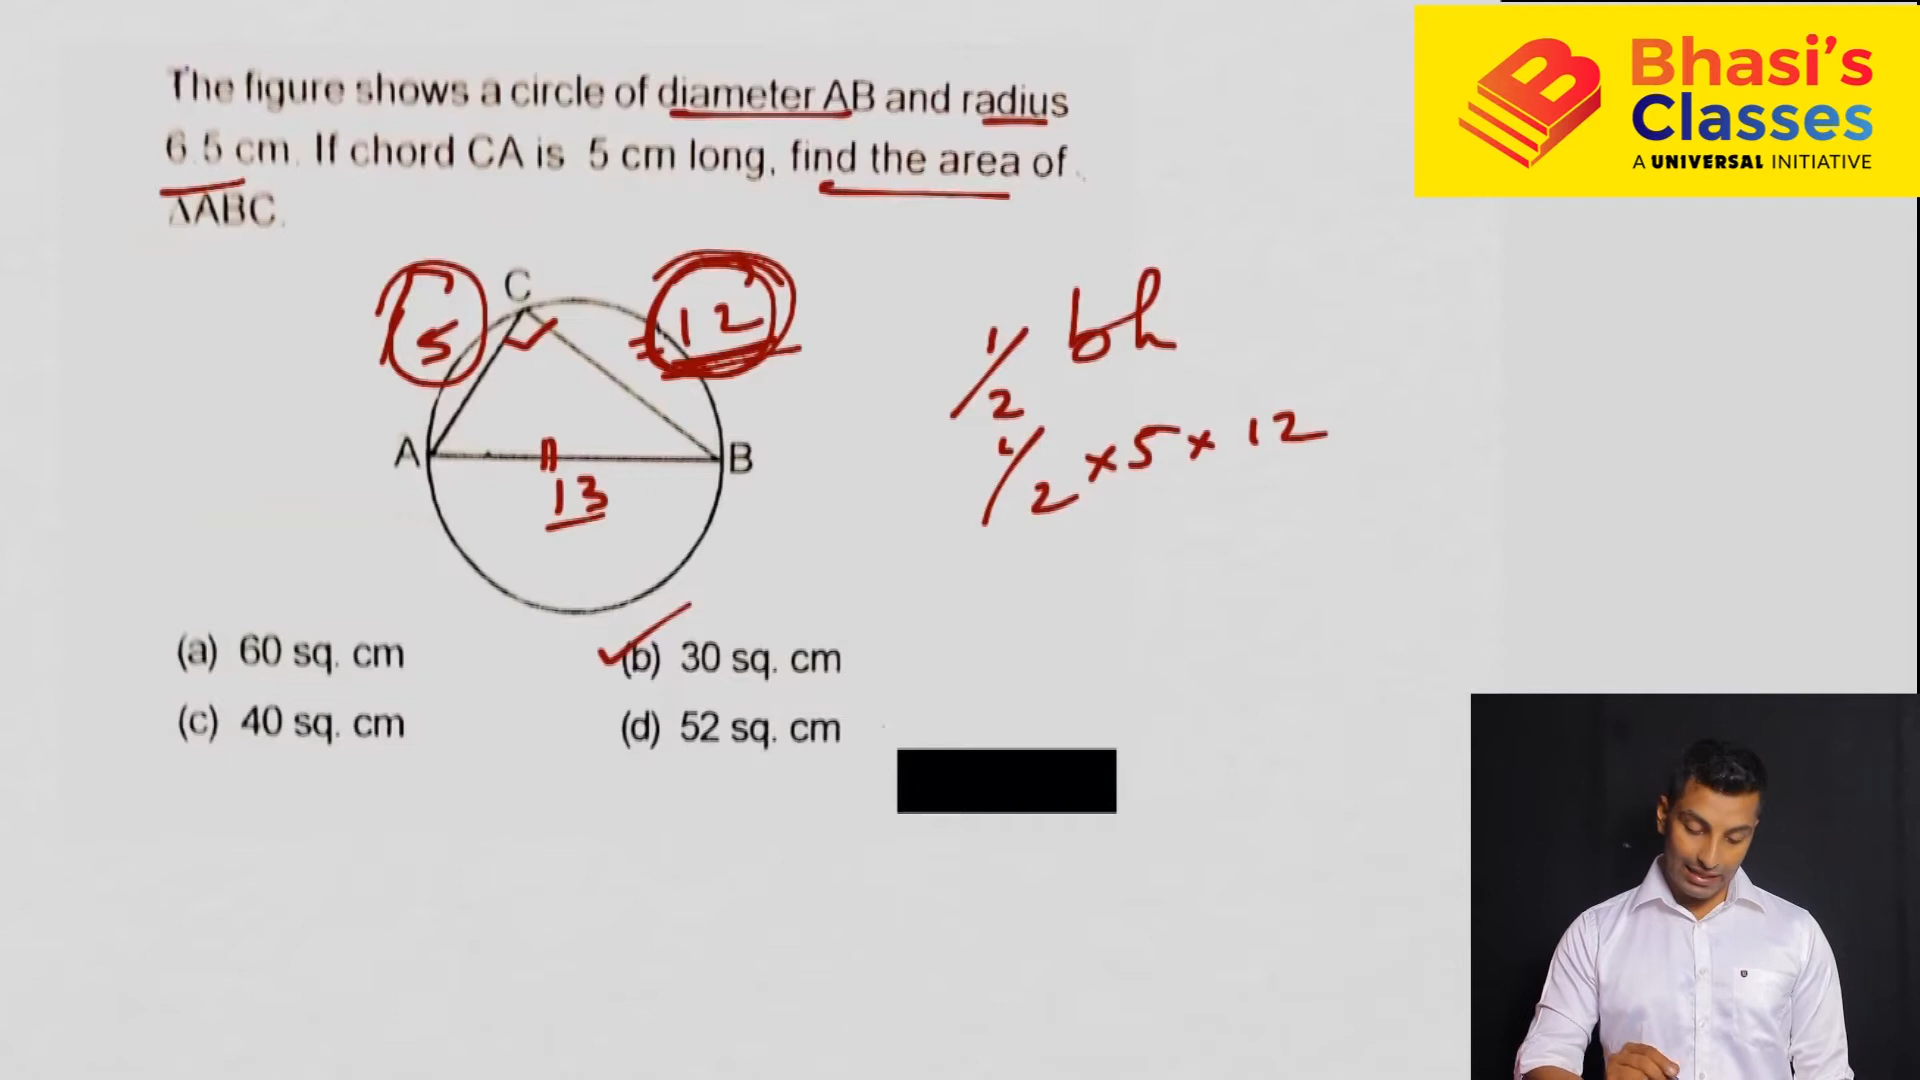 The figure shows a circle of diameter AB and radius
6.5 cm. If chord CA is 5 cm long, find the area of
ΔABC.
C
5
12
A
B
13
1/2 bh
1/2 × 5 × 12
(a) 60 sq. cm
(b) 30 sq. cm
(c) 40 sq. cm
(d) 52 sq. cm
Bhasi's
Classes
A UNIVERSAL INITIATIVE